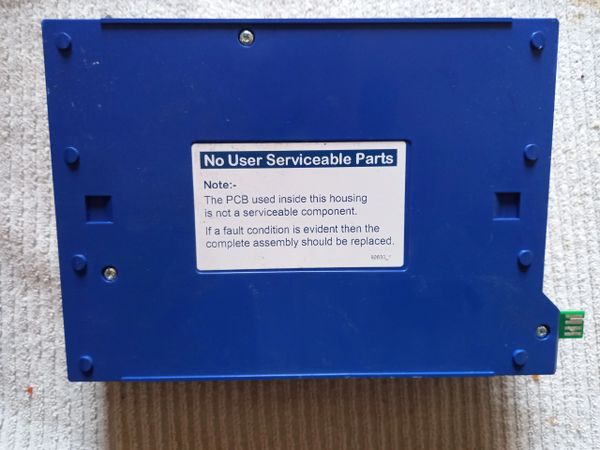 No User Serviceable Parts
Note:-
The PCB used inside this housing
is not a serviceable component.
If a fault condition is evident then the
complete assembly should be replaced.